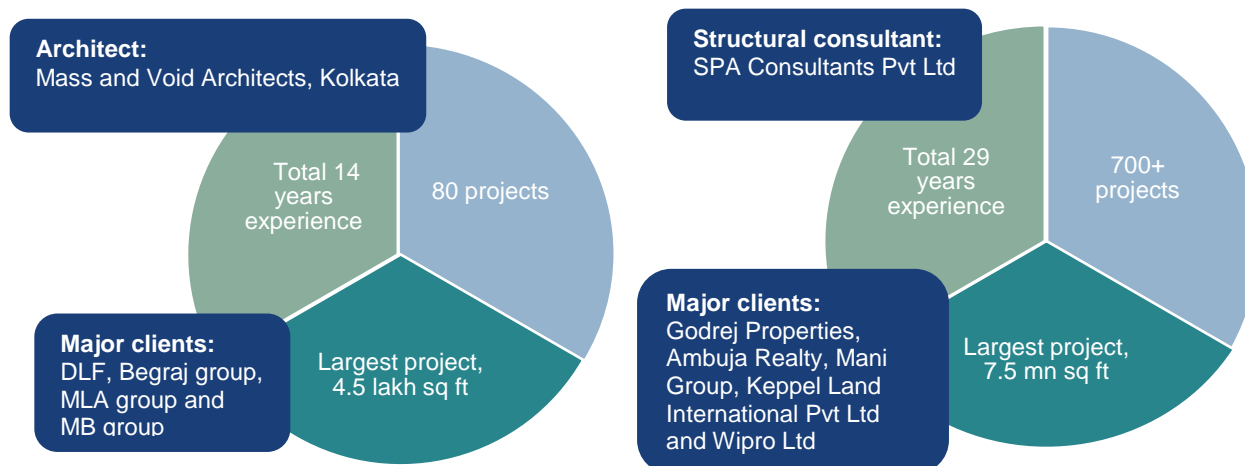 Architect:
Mass and Void Architects, Kolkata
Total 14
years
experience
80 projects
Largest project,
4.5 lakh sq ft
Major clients:
DLF, Begraj group,
MLA group and
MB group
Structural consultant:
SPA Consultants Pvt Ltd
Total 29
years
experience
700+
projects
Largest project,
7.5 mn sq ft
Major clients:
Godrej Properties,
Ambuja Realty, Mani
Group, Keppel Land
International Pvt Ltd
and Wipro Ltd